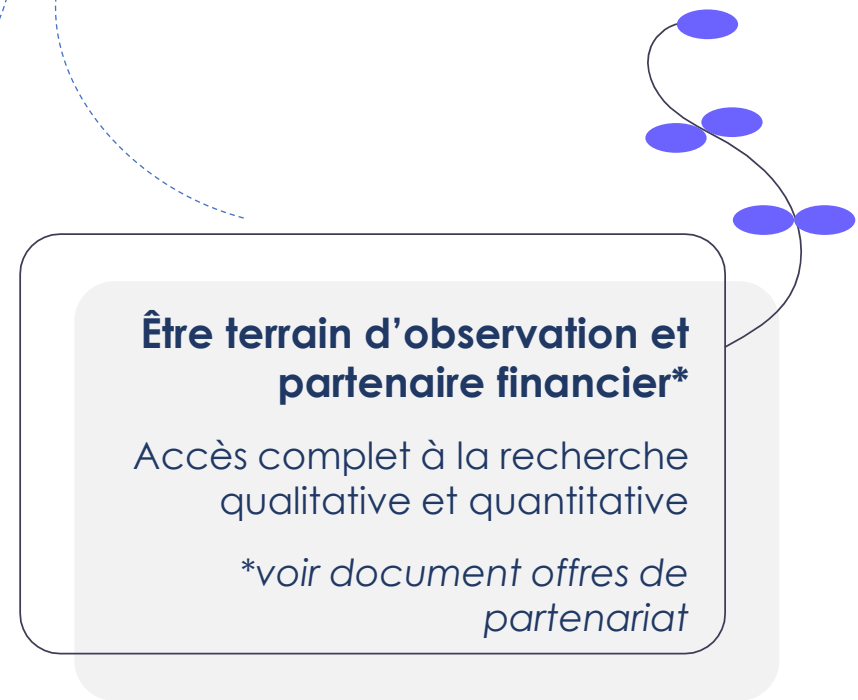 Être terrain d’observation et
partenaire financier*
Accès complet à la recherche
qualitative et quantitative
*voir document offres de
partenariat